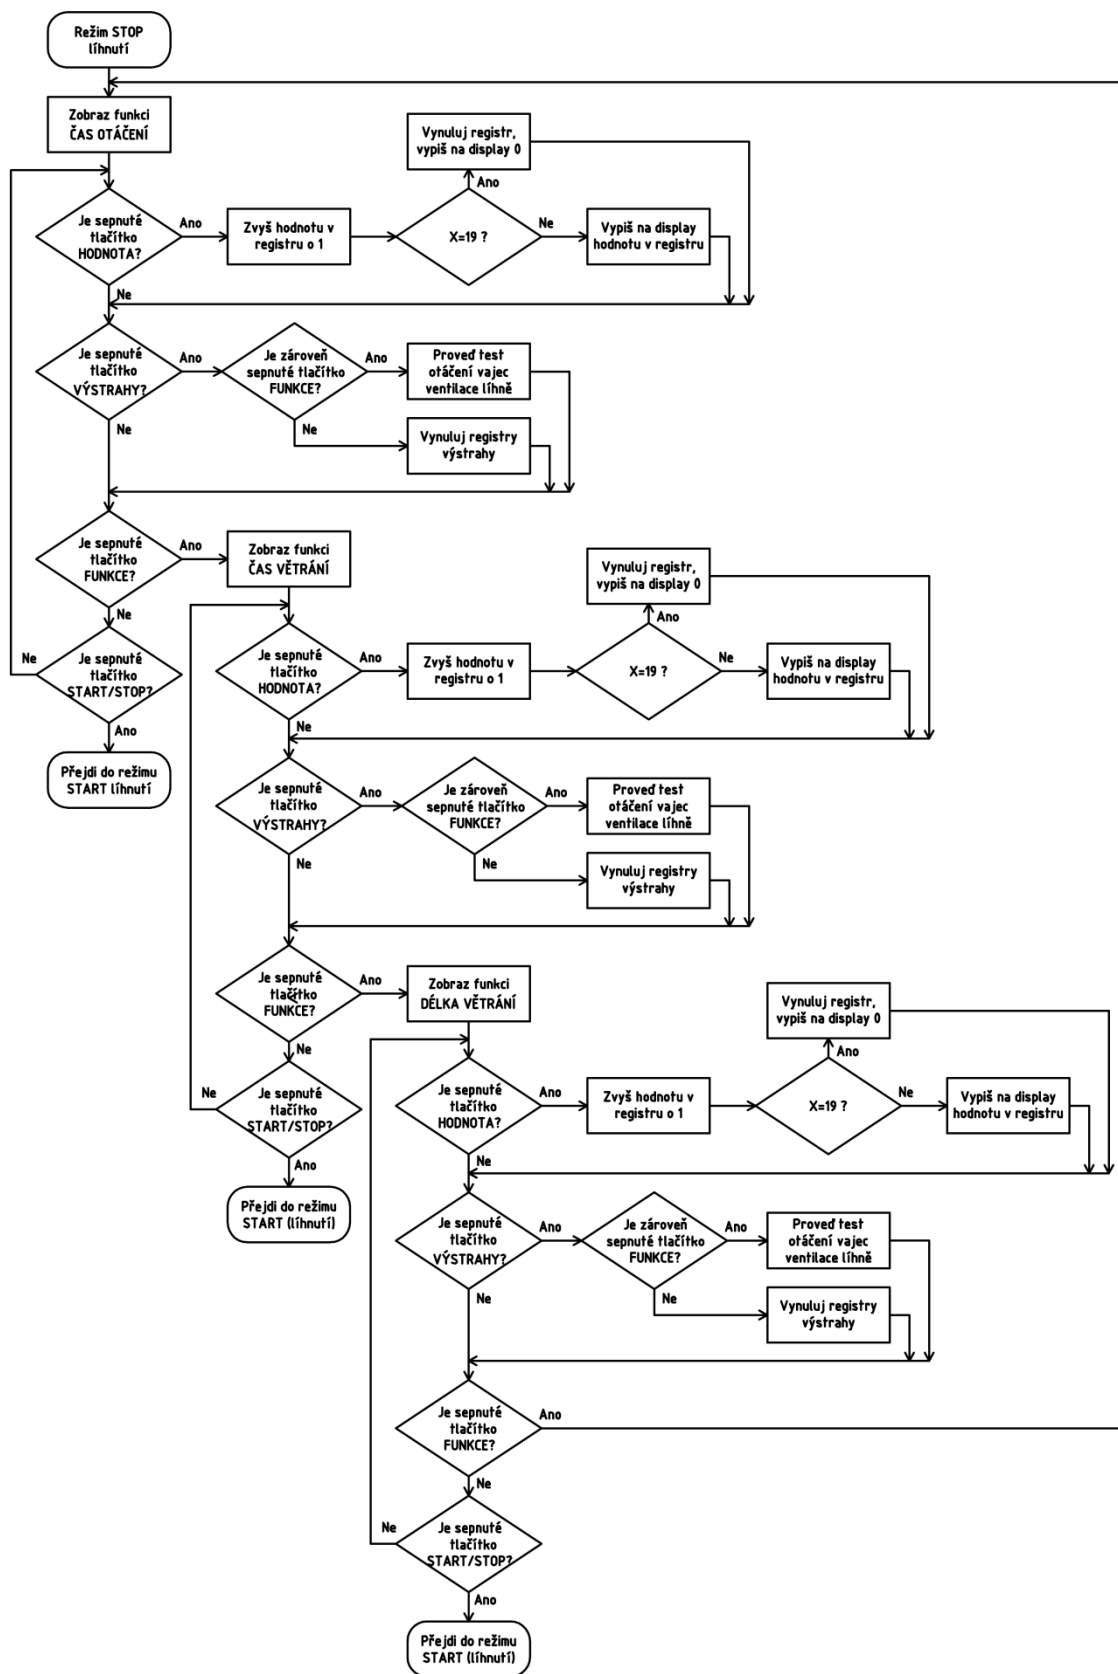 Režim STOP
líhnutí
Zobraz funkci
ČAS OTÁČENÍ
Vynuluj registr,
vypiš na display 0
Ano
Je sepnuté
tlačítko
HODNOTA?
Ano
Zvyš hodnotu v
registru o 1
X=19 ?
Ne
Vypiš na display
hodnotu v registru
Ne
Je sepnuté
tlačítko
VÝSTRAHY?
Ano
Je zároveň
sepnuté tlačítko
FUNKCE?
Ano
Proveď test
otáčení vajec
ventilace líhně
Ne
Ne
Vynuluj registry
výstrahy
Je sepnuté
tlačítko
FUNKCE?
Ano
Zobraz funkci
ČAS VĚTRÁNÍ
Vynuluj registr,
vypiš na display 0
Ne
Ano
Ne
Je sepnuté
tlačítko
START/STOP?
Je sepnuté
tlačítko
HODNOTA?
Ano
Zvyš hodnotu v
registru o 1
X=19 ?
Ne
Vypiš na display
hodnotu v registru
Ano
Ne
Přejdi do režimu
START líhnutí
Je sepnuté
tlačítko
VÝSTRAHY?
Ano
Je zároveň
sepnuté tlačítko
FUNKCE?
Ano
Proveď test
otáčení vajec
ventilace líhně
Ne
Ne
Vynuluj registry
výstrahy
Je sepnuté
tlačítko
FUNKCE?
Ano
Zobraz funkci
DÉLKA VĚTRÁNÍ
Vynuluj registr,
vypiš na display 0
Ne
Ano
Ne
Je sepnuté
tlačítko
START/STOP?
Je sepnuté
tlačítko
HODNOTA?
Ano
Zvyš hodnotu v
registru o 1
X=19 ?
Ne
Vypiš na display
hodnotu v registru
Ano
Ne
Přejdi do režimu
START (líhnutí)
Je sepnuté
tlačítko
VÝSTRAHY?
Ano
Je zároveň
sepnuté tlačítko
FUNKCE?
Ano
Proveď test
otáčení vajec
ventilace líhně
Ne
Ne
Vynuluj registry
výstrahy
Je sepnuté
tlačítko
FUNKCE?
Ano
Ne
Ne
Je sepnuté
tlačítko
START/STOP?
Ano
Přejdi do režimu
START (líhnutí)